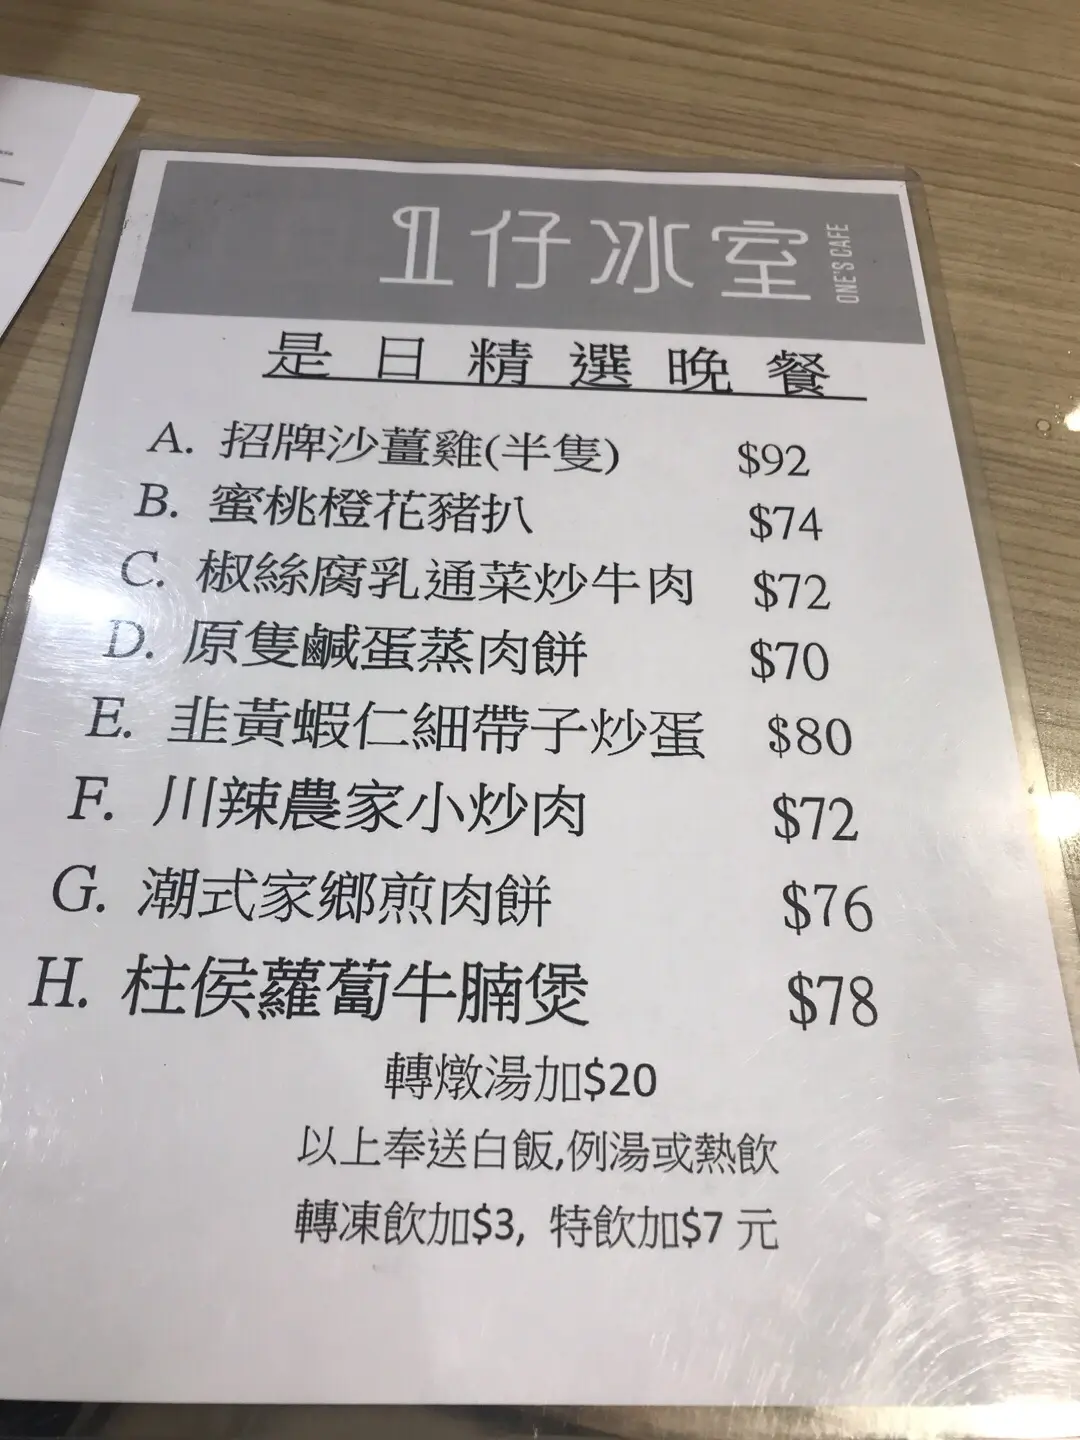 1仔冰室 ONE'S CAFE
是日精選晚餐
A. 招牌沙薑雞(半隻) $92
B. 蜜桃橙花豬扒 $74
C. 椒絲腐乳通菜炒牛肉 $72
D. 原隻鹹蛋蒸肉餅 $70
E. 韭黃蝦仁細帶子炒蛋 $80
F. 川辣農家小炒肉 $72
G. 潮式家鄉煎肉餅 $76
H. 柱侯蘿蔔牛腩煲 $78
轉燉湯加$20
以上奉送白飯,例湯或熱飲
轉凍飲加$3, 特飲加$7 元